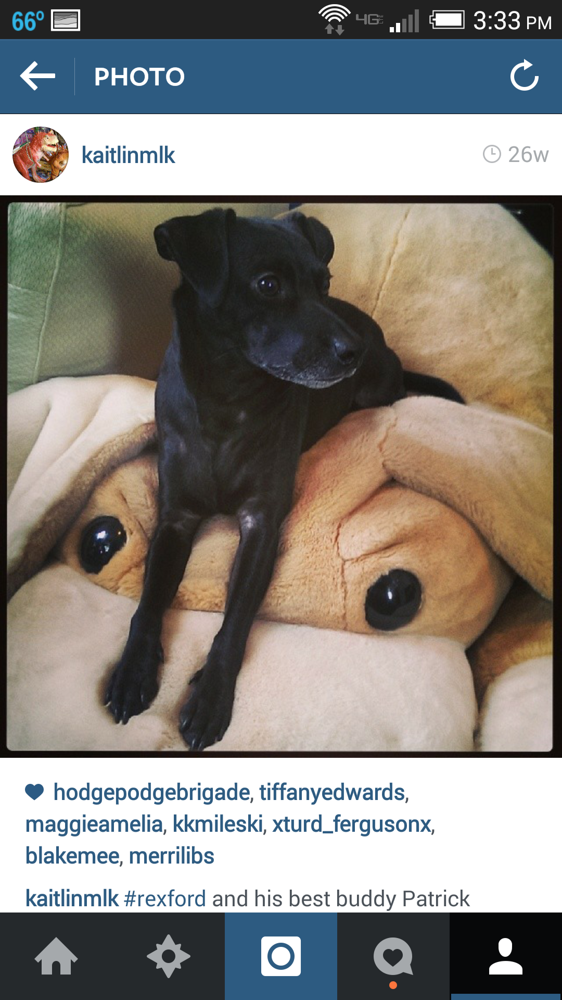 66° 4G LTE 3:33 PM
PHOTO
kaitlinmlk 26w
hodgepodgebrigade, tiffanyedwards,
maggieamelia, kkmileski, xturd_fergusonx,
blakemee, merrilibs
kaitlinmlk #rexford and his best buddy Patrick